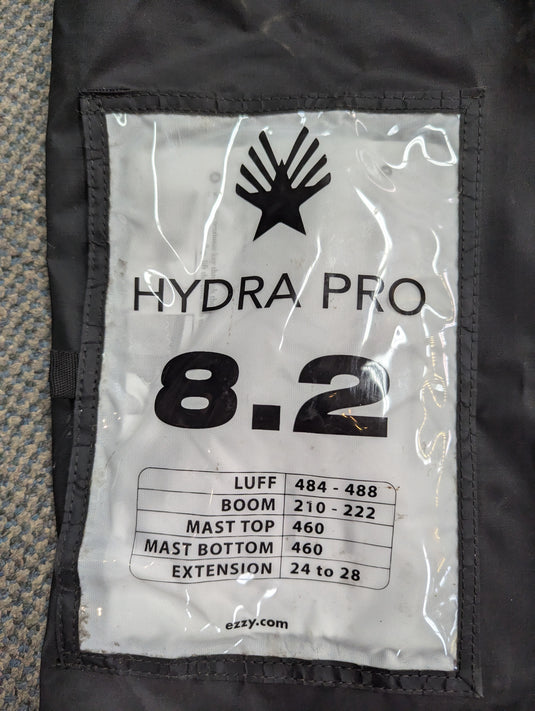 HYDRA PRO
8.2
LUFF 484 - 488
BOOM 210 - 222
MAST TOP 460
MAST BOTTOM 460
EXTENSION 24 to 28
ezzy.com